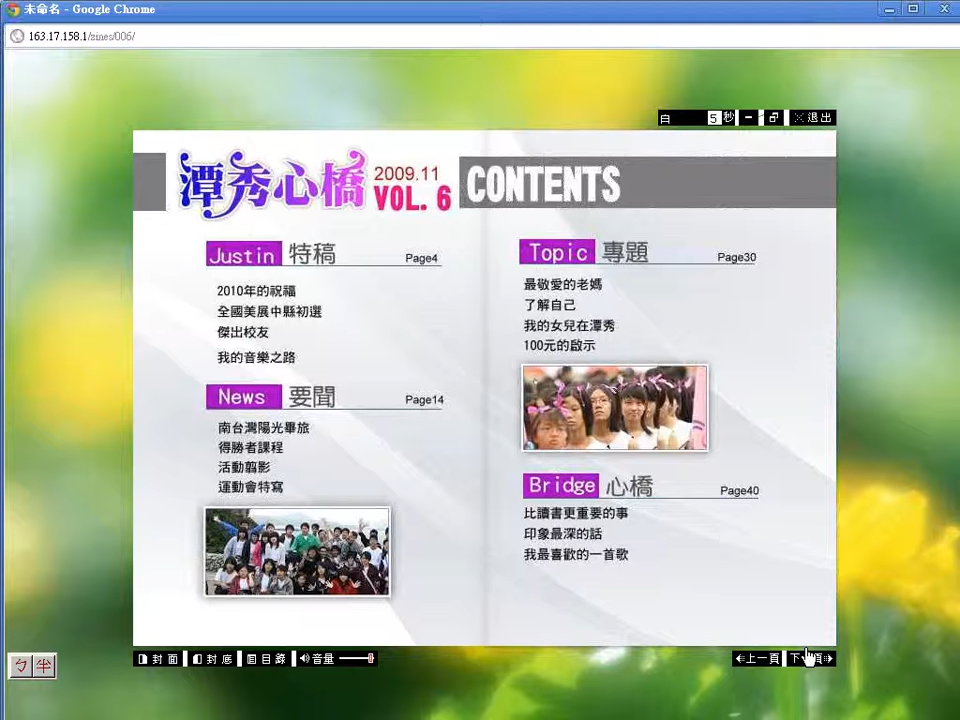 未命名 - Google Chrome
163.17.158.1/zines/006/
白 5 秒 退出
潭秀心橋 2009.11
VOL. 6
CONTENTS
Justin 特稿 Page4
2010年的祝福
全國美展中縣初選
傑出校友
我的音樂之路
News 要聞 Page14
南台灣陽光畢旅
得勝者課程
活動剪影
運動會特寫
Topic 專題 Page30
最敬愛的老媽
了解自己
我的女兒在潭秀
100元的啟示
Bridge 心橋 Page40
比讀書更重要的事
印象最深的話
我最喜歡的一首歌
封面 封底 目錄 音量
上一頁 下 頁
ㄅ 半